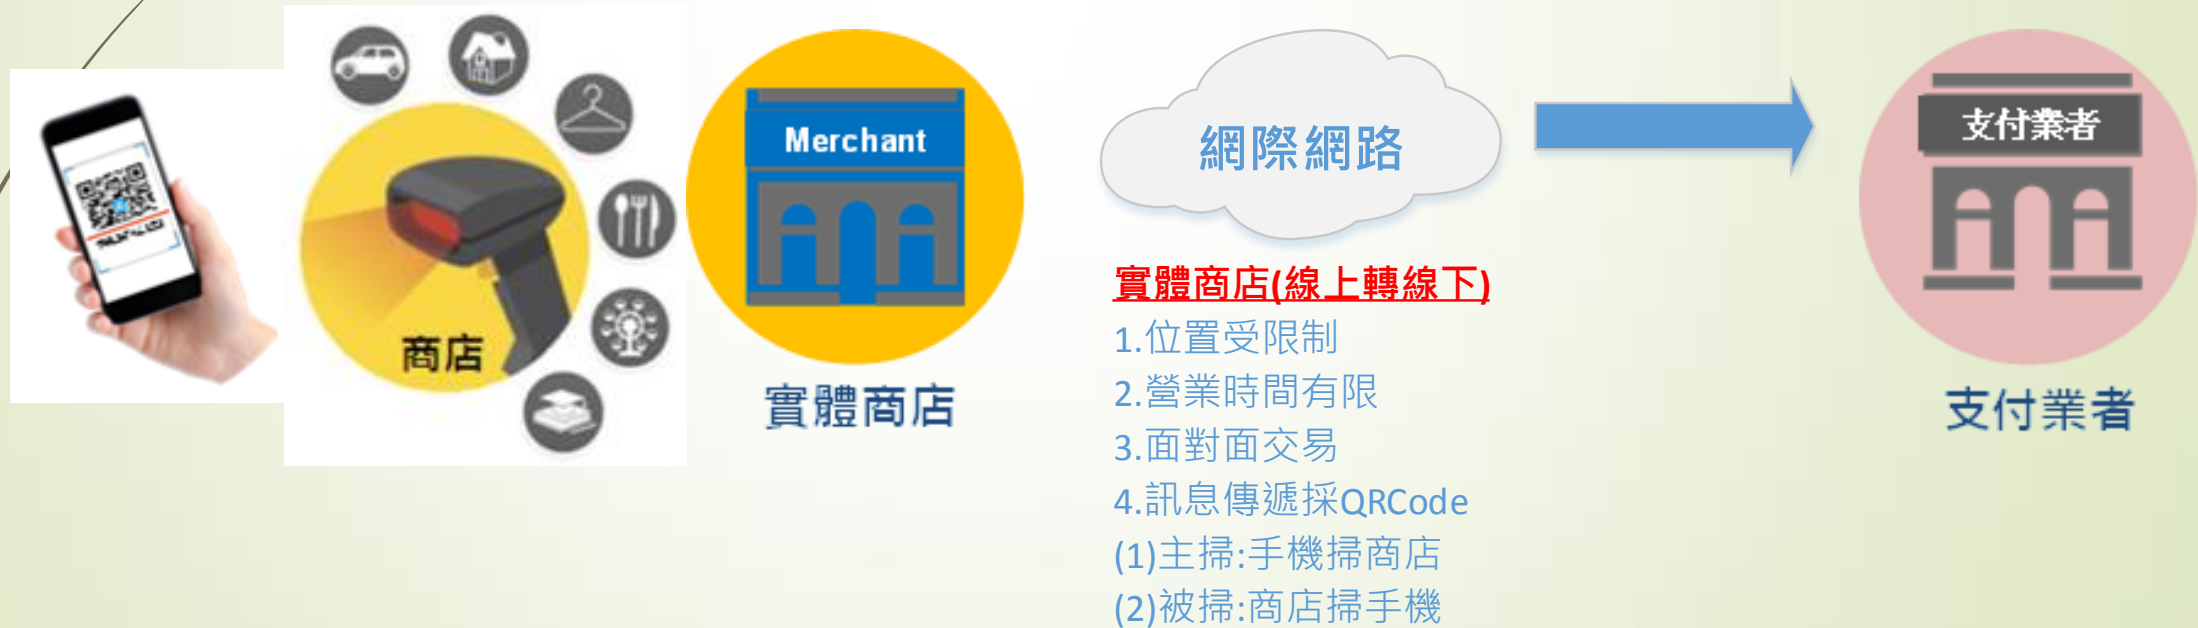 商店
Merchant
實體商店
網際網路
實體商店(線上轉線下)
1.位置受限制
2.營業時間有限
3.面對面交易
4.訊息傳遞採QRCode
(1)主掃:手機掃商店
(2)被掃:商店掃手機
支付業者
支付業者